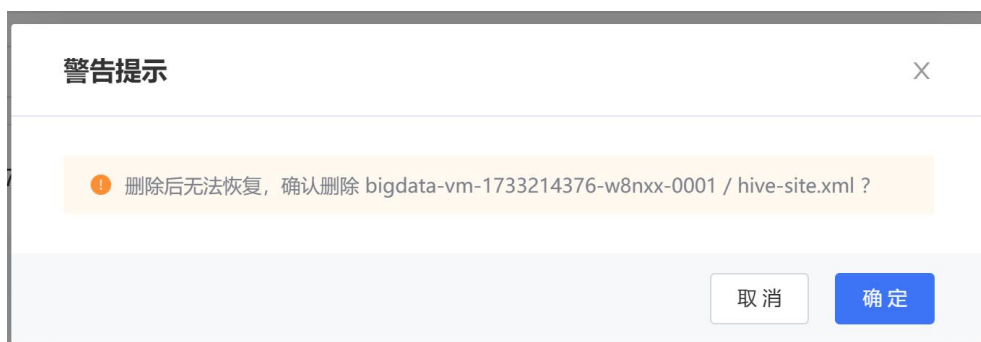 警告提示
删除后无法恢复，确认删除 bigdata-vm-1733214376-w8nxx-0001 / hive-site.xml ?
取 消
确 定